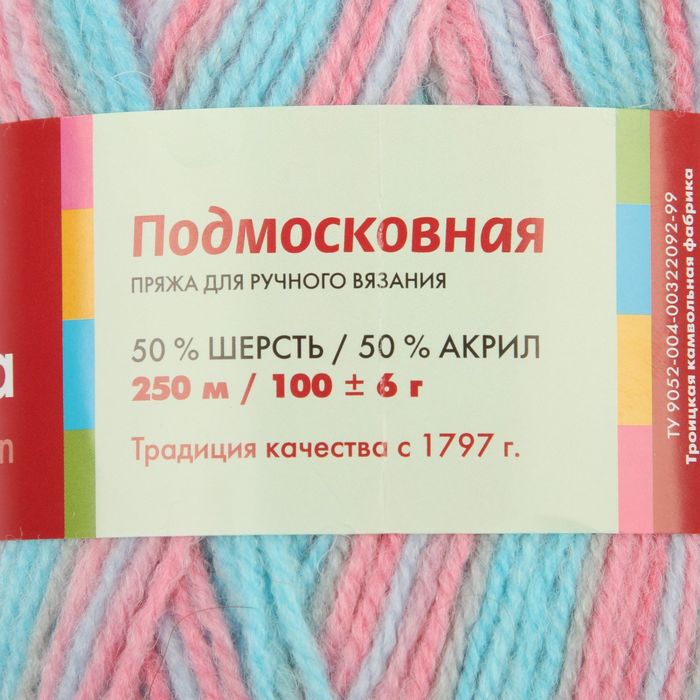 Подмосковная
ПРЯЖА ДЛЯ РУЧНОГО ВЯЗАНИЯ
50 % ШЕРСТЬ / 50 % АКРИЛ
250 м / 100 ± 6 г
Традиция качества с 1797 г.
ТУ 9052-004-00322092-99
Троицкая камвольная фабрика